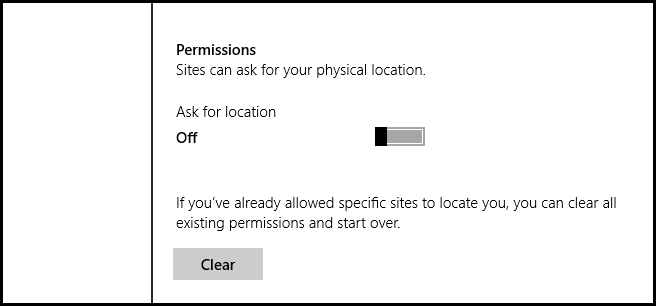 Permissions
Sites can ask for your physical location.
Ask for location
Off
If you’ve already allowed specific sites to locate you, you can clear all
existing permissions and start over.
Clear